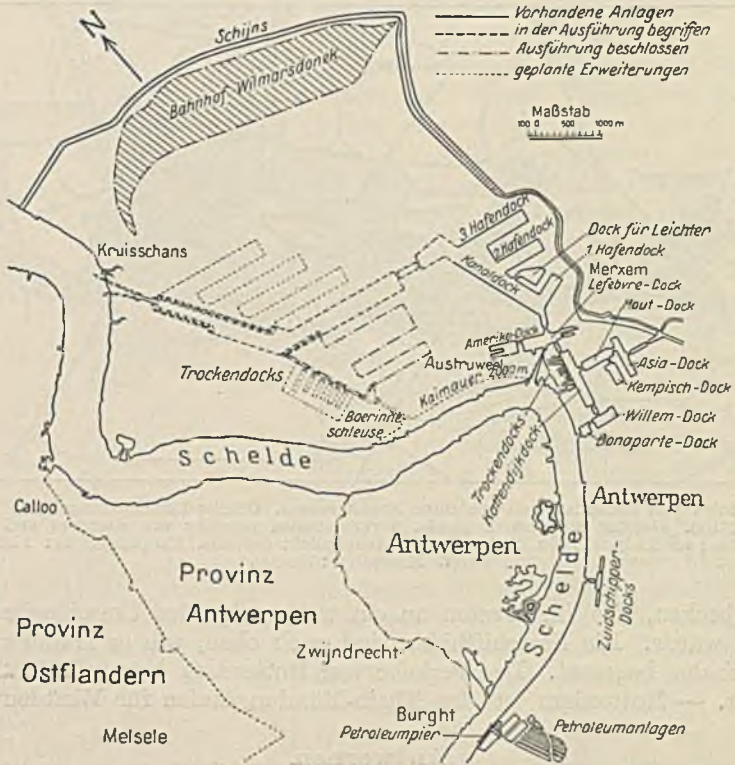 N
Schijns
Bahnhof Wilmarsdonek
Vorhandene Anlagen
in der Ausführung begriffen
Ausführung beschlossen
geplante Erweiterungen
Maßstab
100 0 500 1000 m
Kruisschans
3 Hafendock
2 Hafendock
Dock für Leichter
1 Hafendock
Kanaldock
Merxem
Lefebvre-Dock
Hout-Dock
Amerika-Dock
Austruweel
Asia-Dock
Kempisch-Dock
Trockendocks
Kaimauer 2000m.
Boerinne-
schleuse
Willem-Dock
Bonaparte-Dock
Schelde
Trockendocks
Kattendijkdock
Calloo
Antwerpen
Antwerpen
Schelde
Zuidschipper-
Docks
Provinz
Antwerpen
Provinz
Ostflandern
Zwijndrecht
Melsele
Burght
Petroleumpier
Petroleumanlagen